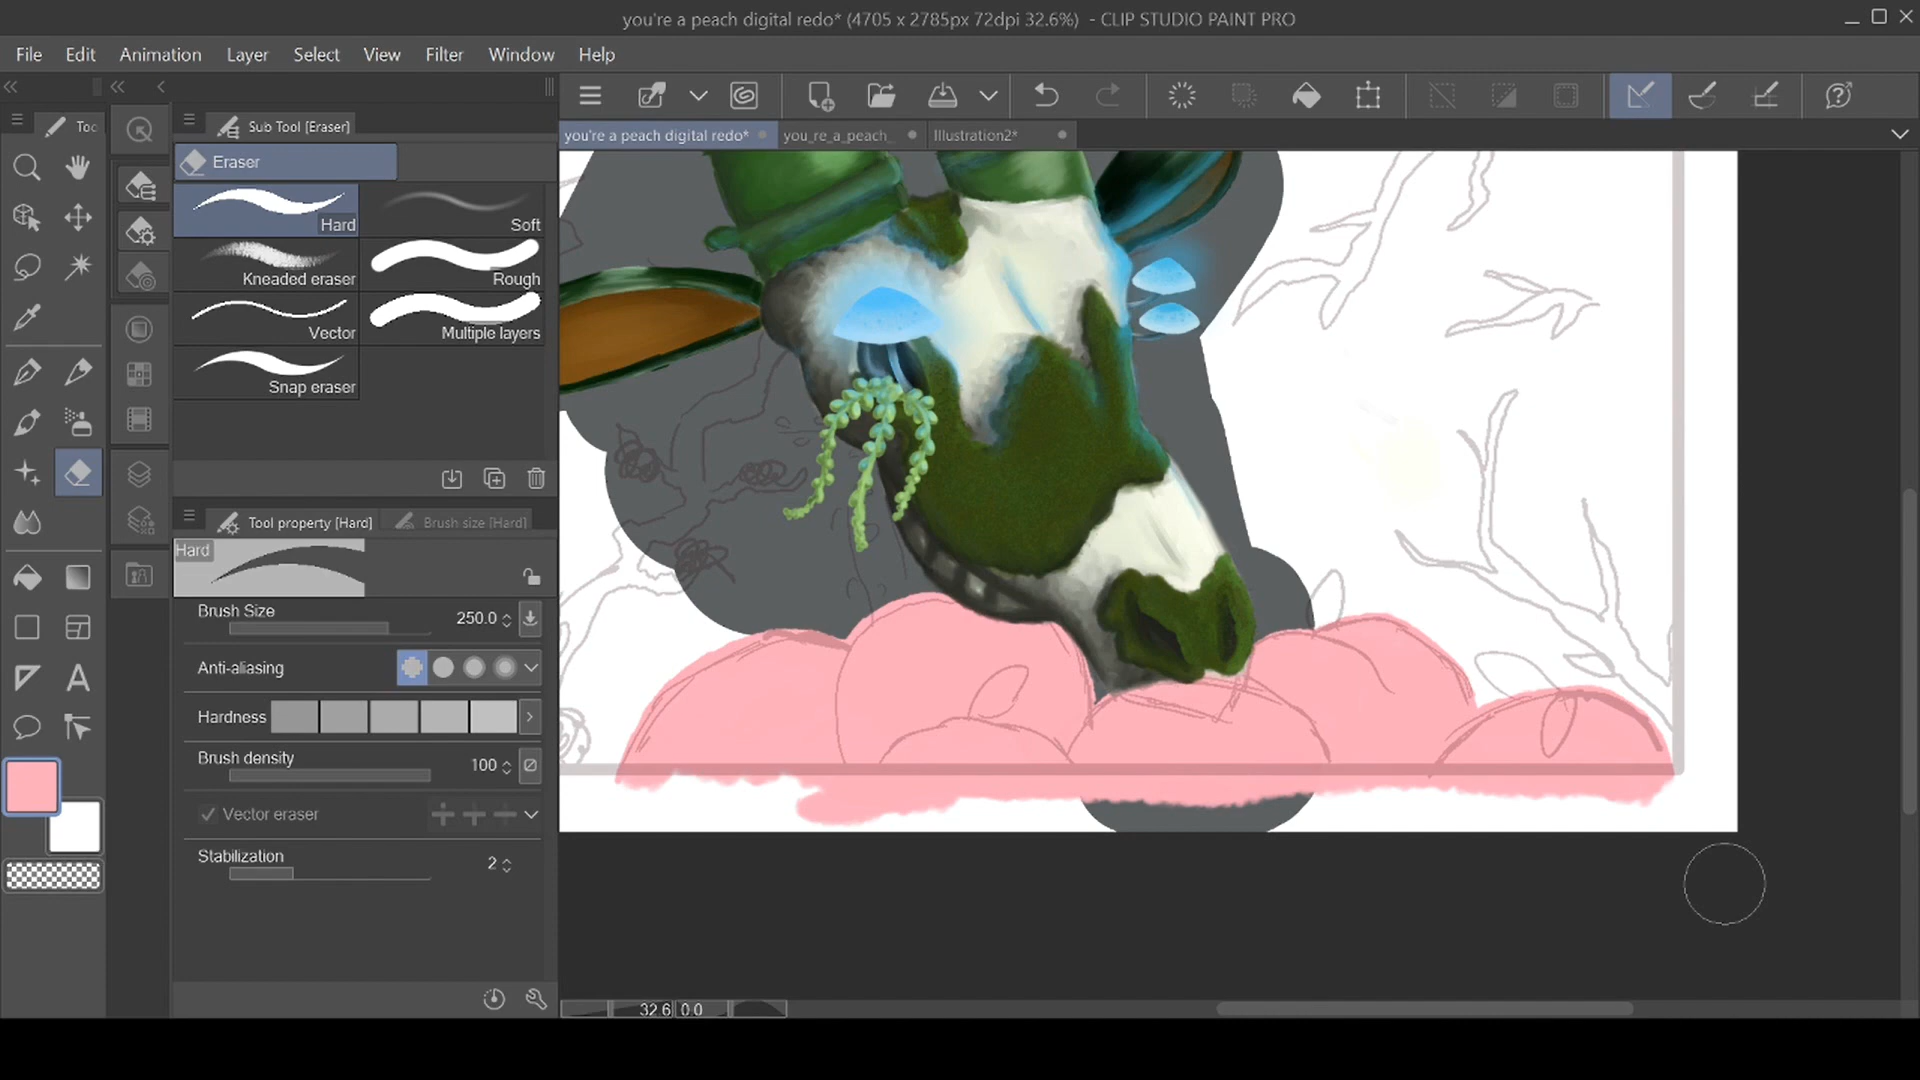 you're a peach digital redo* (4705 x 2785px 72dpi 32.6%) - CLIP STUDIO PAINT PRO
File Edit Animation Layer Select View Filter Window Help
Toc
Sub Tool [Eraser]
you're a peach digital redo* you_re_a_peach_ Illustration2*
Eraser
Hard Soft
Kneaded eraser Rough
Vector Multiple layers
Snap eraser
Tool property [Hard] Brush size [Hard]
Hard
Brush Size 250.0
Anti-aliasing
Hardness
Brush density 100
Vector eraser
Stabilization 2
A
32.6 0.0